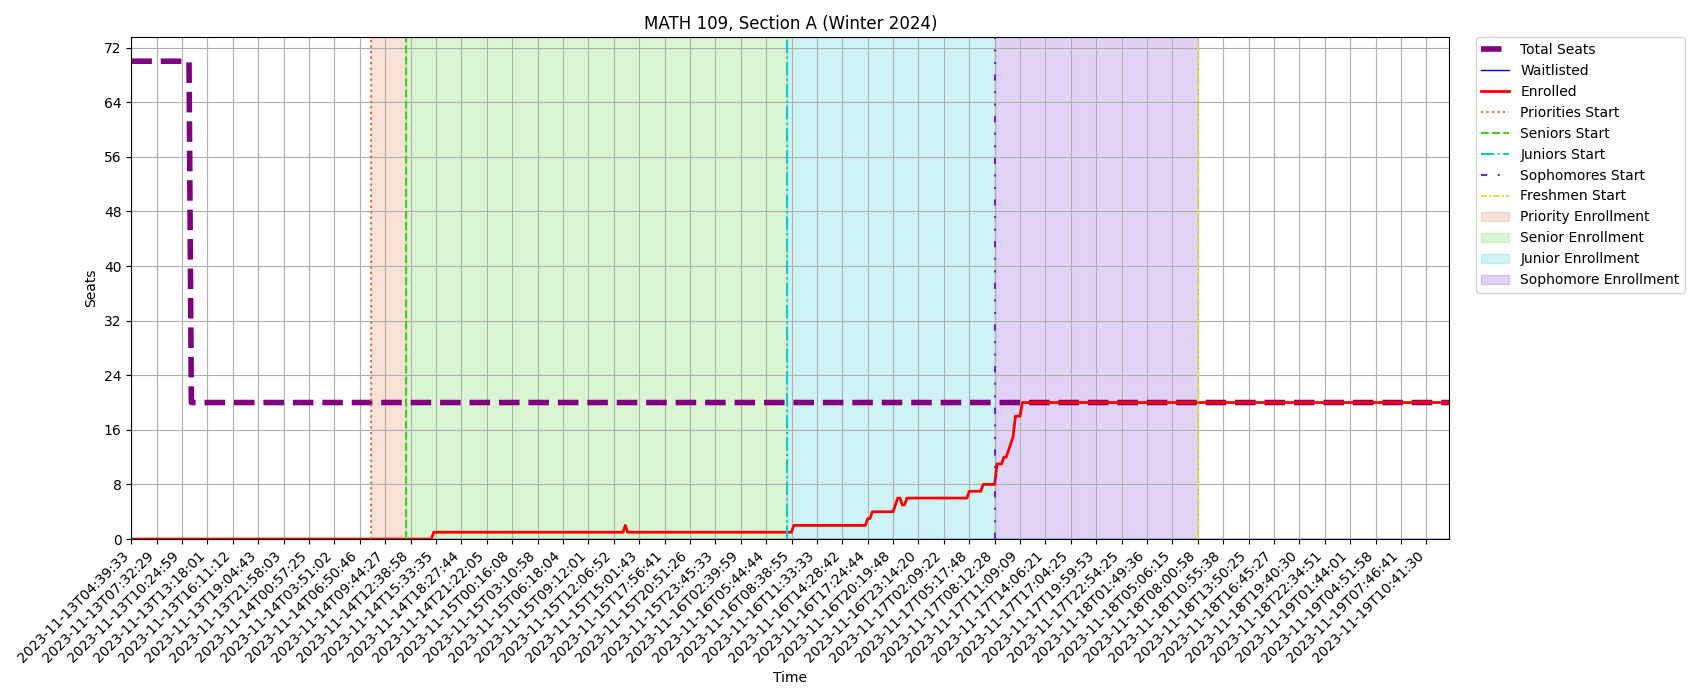 MATH 109, Section A (Winter 2024)
72
64
56
48
40
32
24
16
8
0
Seats
2023-11-13T04:39:33
2023-11-13T07:32:29
2023-11-13T10:24:59
2023-11-13T13:18:01
2023-11-13T16:11:12
2023-11-13T19:04:43
2023-11-13T21:58:03
2023-11-14T00:57:25
2023-11-14T03:51:02
2023-11-14T06:50:46
2023-11-14T09:44:27
2023-11-14T12:38:58
2023-11-14T15:33:35
2023-11-14T18:27:44
2023-11-14T21:22:05
2023-11-15T00:16:08
2023-11-15T03:10:58
2023-11-15T06:18:04
2023-11-15T09:12:01
2023-11-15T12:06:52
2023-11-15T15:01:43
2023-11-15T17:56:41
2023-11-15T20:51:26
2023-11-15T23:45:33
2023-11-16T02:39:59
2023-11-16T05:44:44
2023-11-16T08:38:55
2023-11-16T11:33:33
2023-11-16T14:28:42
2023-11-16T17:24:44
2023-11-16T20:19:48
2023-11-16T23:14:20
2023-11-17T02:09:22
2023-11-17T05:17:48
2023-11-17T08:12:28
2023-11-17T11:09:09
2023-11-17T14:06:21
2023-11-17T17:04:25
2023-11-17T19:59:53
2023-11-17T22:54:25
2023-11-18T01:49:36
2023-11-18T05:06:15
2023-11-18T08:00:58
2023-11-18T10:55:38
2023-11-18T13:50:25
2023-11-18T16:45:27
2023-11-18T19:40:30
2023-11-18T22:34:51
2023-11-19T01:44:01
2023-11-19T04:51:58
2023-11-19T07:46:41
2023-11-19T10:41:30
Time
Total Seats
Waitlisted
Enrolled
Priorities Start
Seniors Start
Juniors Start
Sophomores Start
Freshmen Start
Priority Enrollment
Senior Enrollment
Junior Enrollment
Sophomore Enrollment